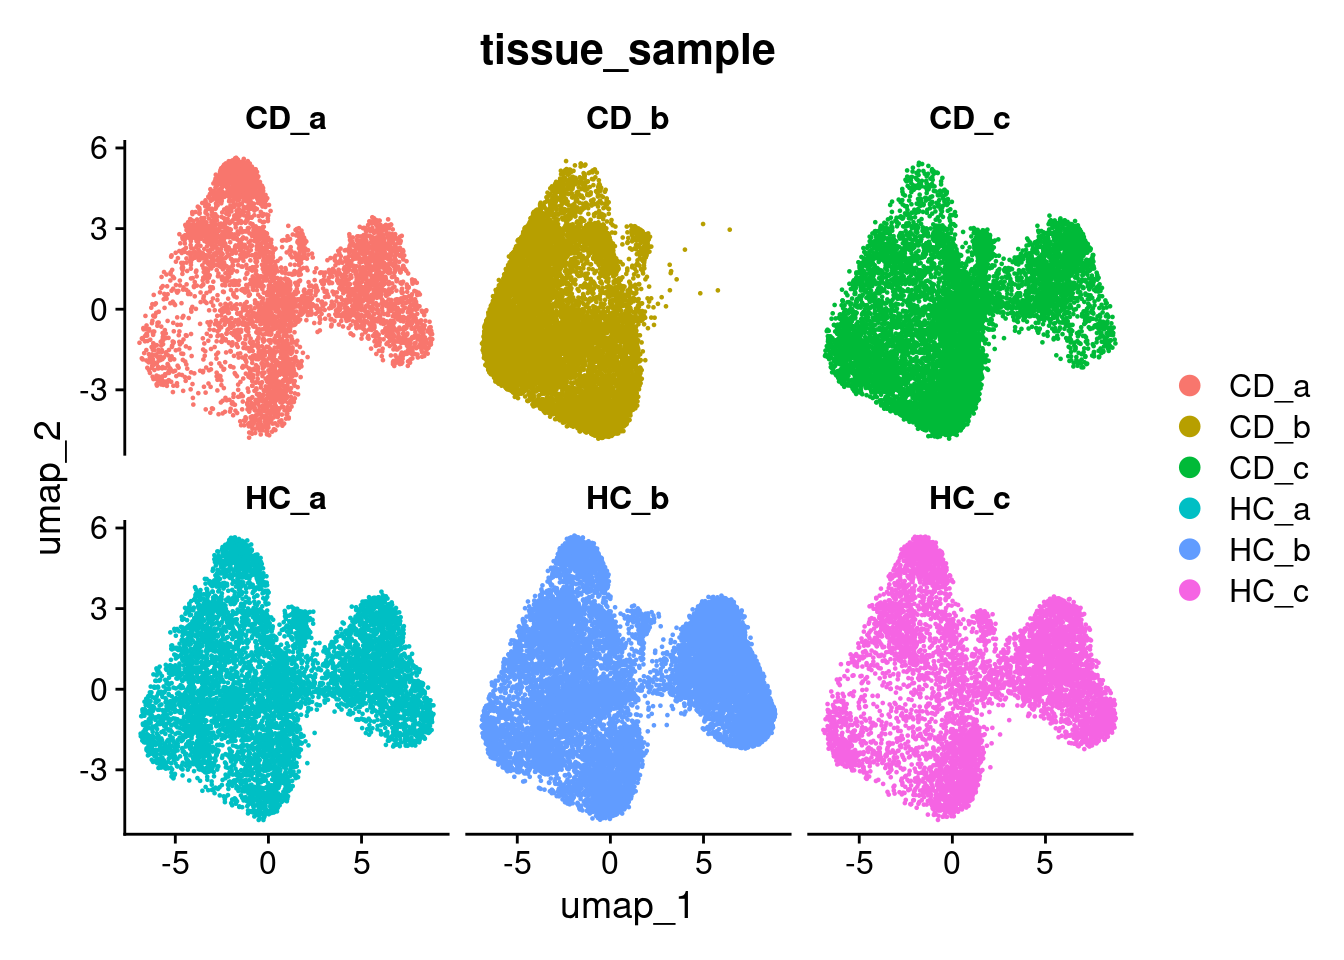 tissue_sample
CD_a CD_b CD_c
6
3
0
-3
HC_a HC_b HC_c
6
3
0
-3
-5 0 5 -5 0 5 -5 0 5
umap_1
umap_2
CD_a
CD_b
CD_c
HC_a
HC_b
HC_c